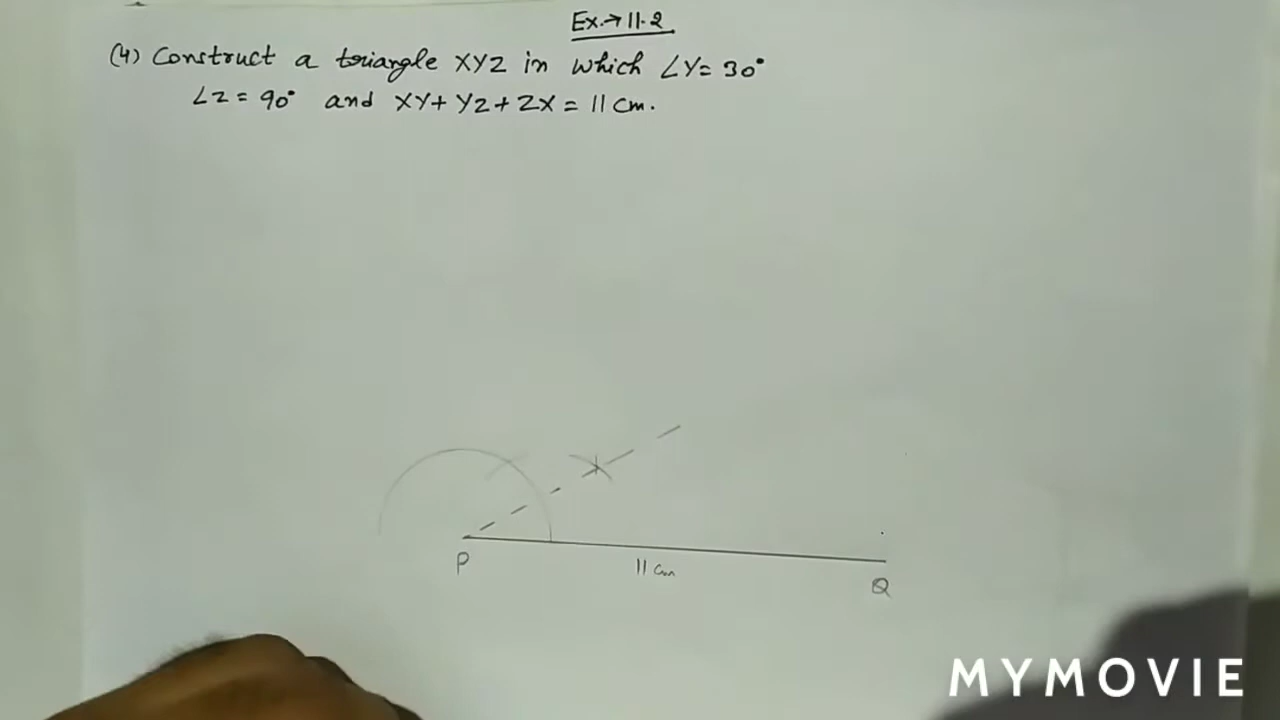 Ex.→ 11.2
(4) Construct a triangle XYZ in which ∠Y= 30°
∠Z = 90° and XY+ YZ + ZX = 11 cm.
P
11 cm
Q
MYMOVIE